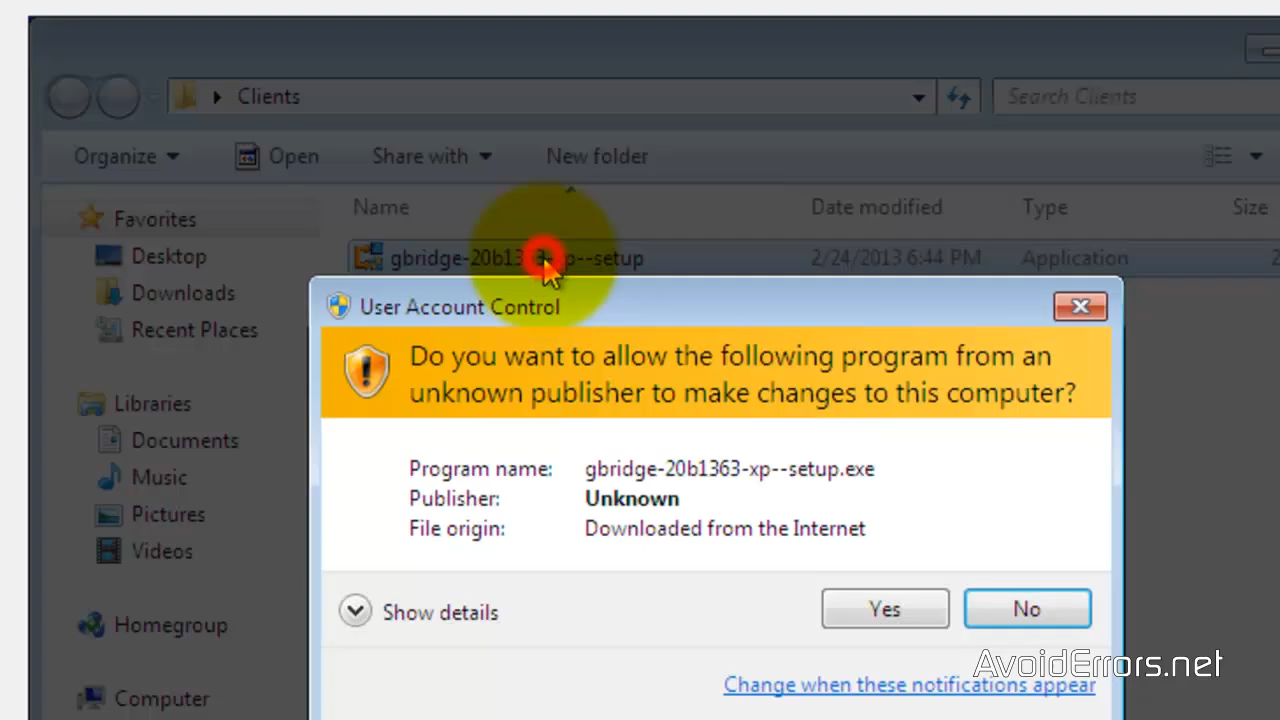 Clients
Search Clients
Organize Open Share with New folder
Name Date modified Type Size
Favorites
gbridge-20b13 p--setup 2/24/2013 6:44 PM Application
Desktop
Downloads
Recent Places
Libraries
Documents
Music
Pictures
Videos
Homegroup
Computer
User Account Control
Do you want to allow the following program from an
unknown publisher to make changes to this computer?
Program name: gbridge-20b1363-xp--setup.exe
Publisher: Unknown
File origin: Downloaded from the Internet
Show details Yes No
Change when these notifications appear
AvoidErrors.net